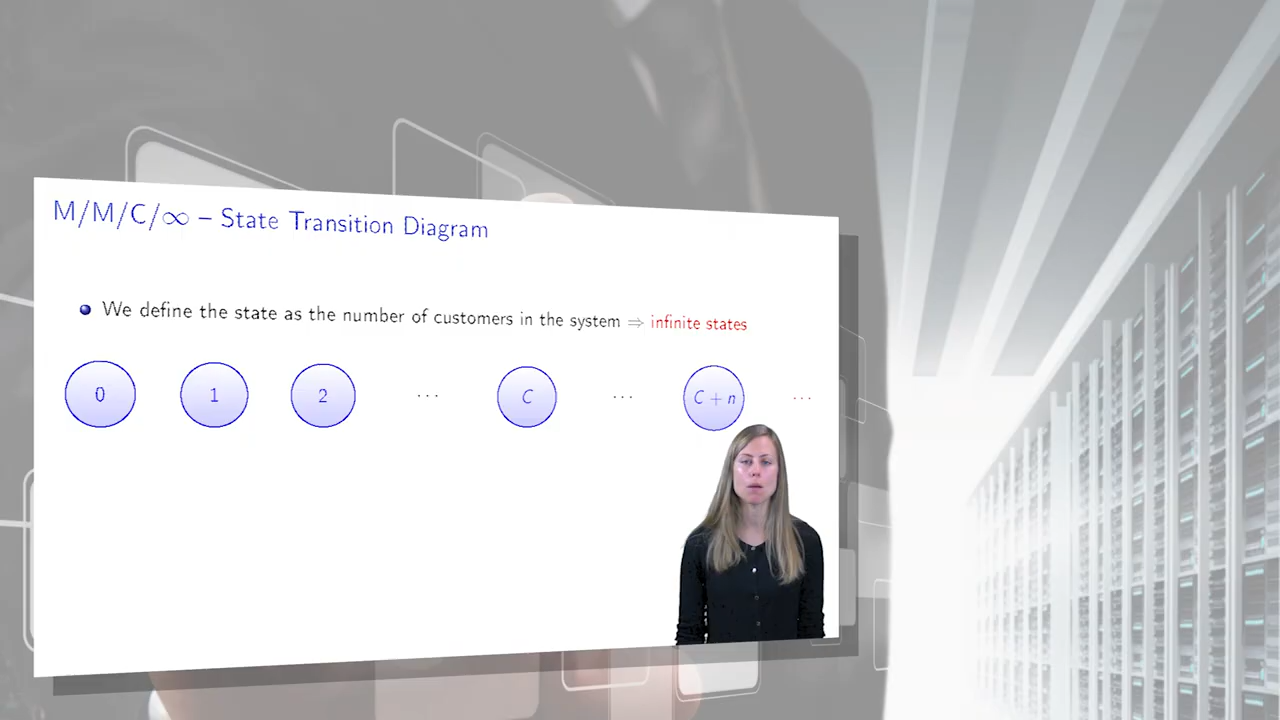 M/M/C/∞ – State Transition Diagram
We define the state as the number of customers in the system ⇒ infinite states
0 1 2 ... C ... C + n ...